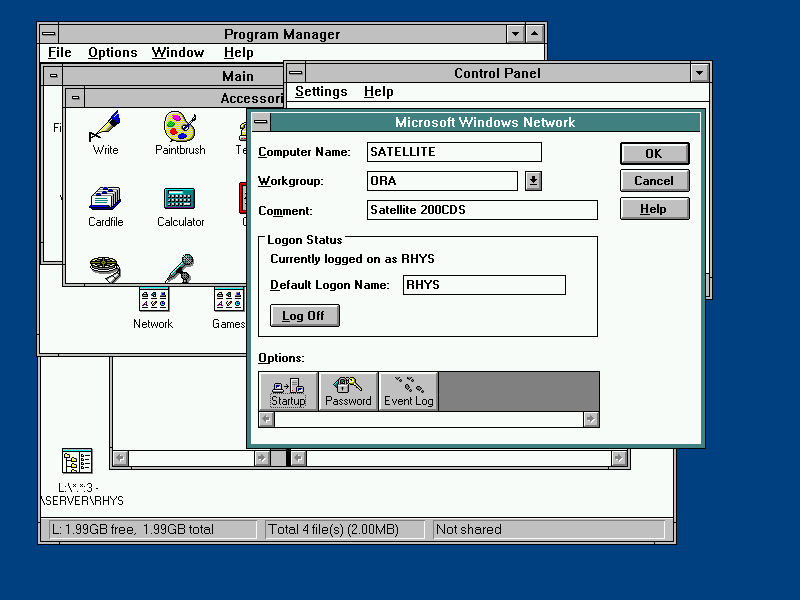 Program Manager
File Options Window Help
Main
Control Panel
Settings Help
Accessori
Write
Paintbrush
Cardfile
Calculator
Network
Games
Microsoft Windows Network
Computer Name: SATELLITE
Workgroup: ORA
Comment: Satellite 200CDS
OK
Cancel
Help
Logon Status
Currently logged on as RHYS
Default Logon Name: RHYS
Log Off
Options:
Startup
Password
Event Log
L:\*.*:3 -
\SERVER\RHYS
L: 1.99GB free, 1.99GB total
Total 4 file(s) (2.00MB)
Not shared